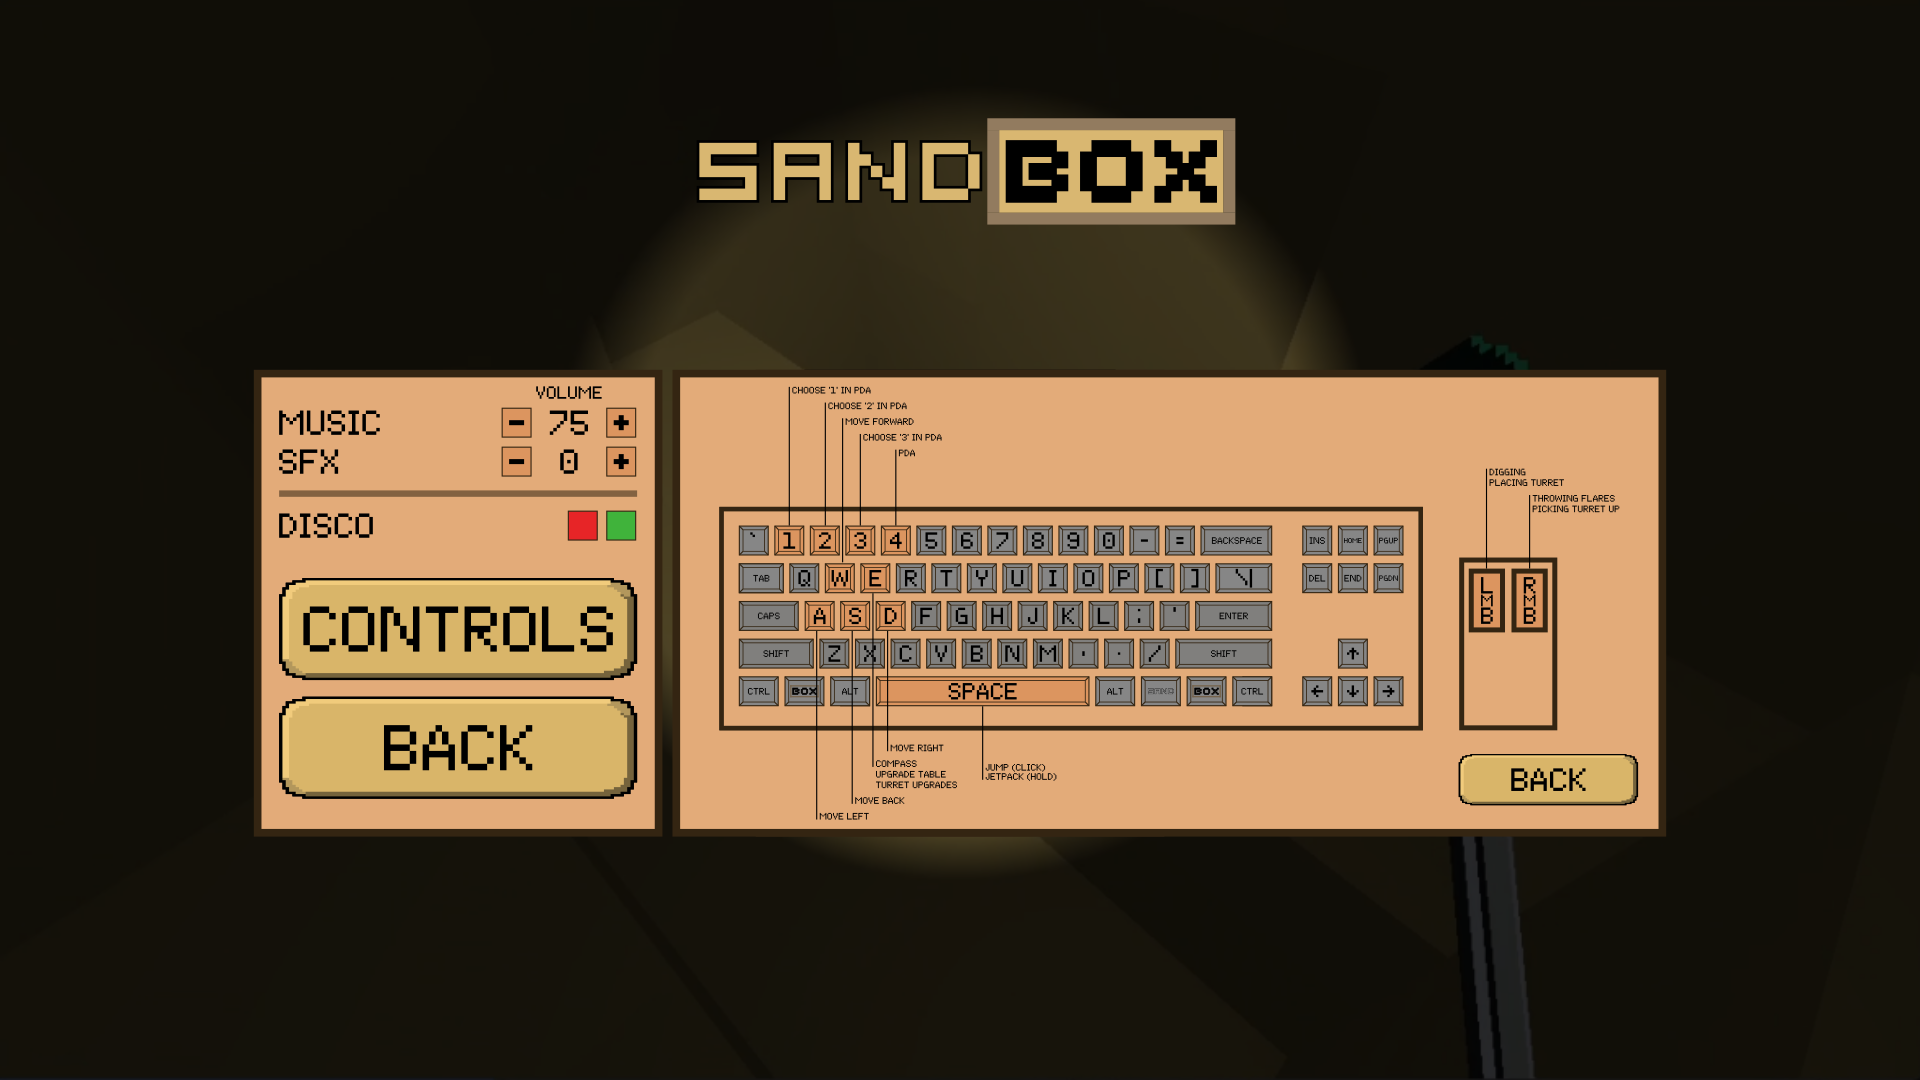 SANDBOX
VOLUME
MUSIC - 75 +
SFX - 0 +
DISCO
CONTROLS
BACK
CHOOSE '1' IN PDA
CHOOSE '2' IN PDA
MOVE FORWARD
CHOOSE '3' IN PDA
PDA
` 1 2 3 4 5 6 7 8 9 0 - = BACKSPACE INS HOME PGUP
TAB Q W E R T Y U I O P [ ] \| DEL END PGDN
CAPS A S D F G H J K L ; ' ENTER
SHIFT Z X C V B N M , . / SHIFT ↑
CTRL BOX ALT SPACE ALT SAND BOX CTRL ← ↓ →
MOVE RIGHT
COMPASS
UPGRADE TABLE
TURRET UPGRADES
MOVE BACK
MOVE LEFT
JUMP (CLICK)
JETPACK (HOLD)
DIGGING
PLACING TURRET
THROWING FLARES
PICKING TURRET UP
LMB RMB
BACK